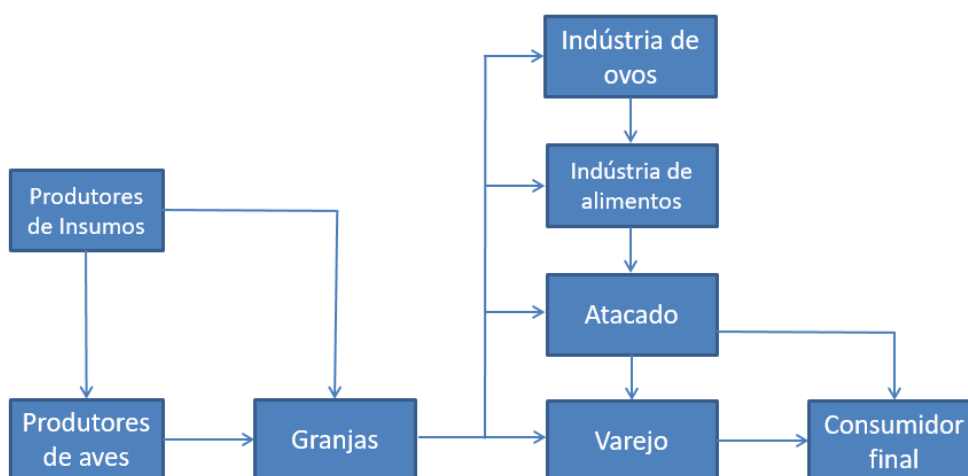 Indústria de
ovos
Indústria de
alimentos
Produtores
de Insumos
Atacado
Produtores
de aves
Granjas
Varejo
Consumidor
final